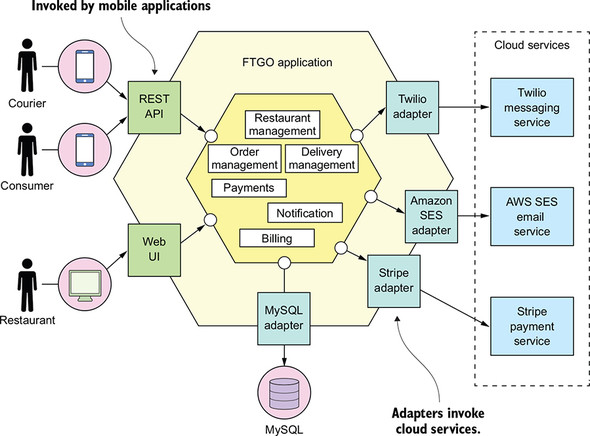 Invoked by mobile applications
Cloud services
FTGO application
Courier
REST
API
Twilio
adapter
Twilio
messaging
service
Restaurant
management
Order
management
Delivery
management
Consumer
Payments
Notification
Billing
Amazon
SES
adapter
AWS SES
email
service
Web
UI
Stripe
adapter
Restaurant
MySQL
adapter
Stripe
payment
service
Adapters invoke
cloud services.
MySQL